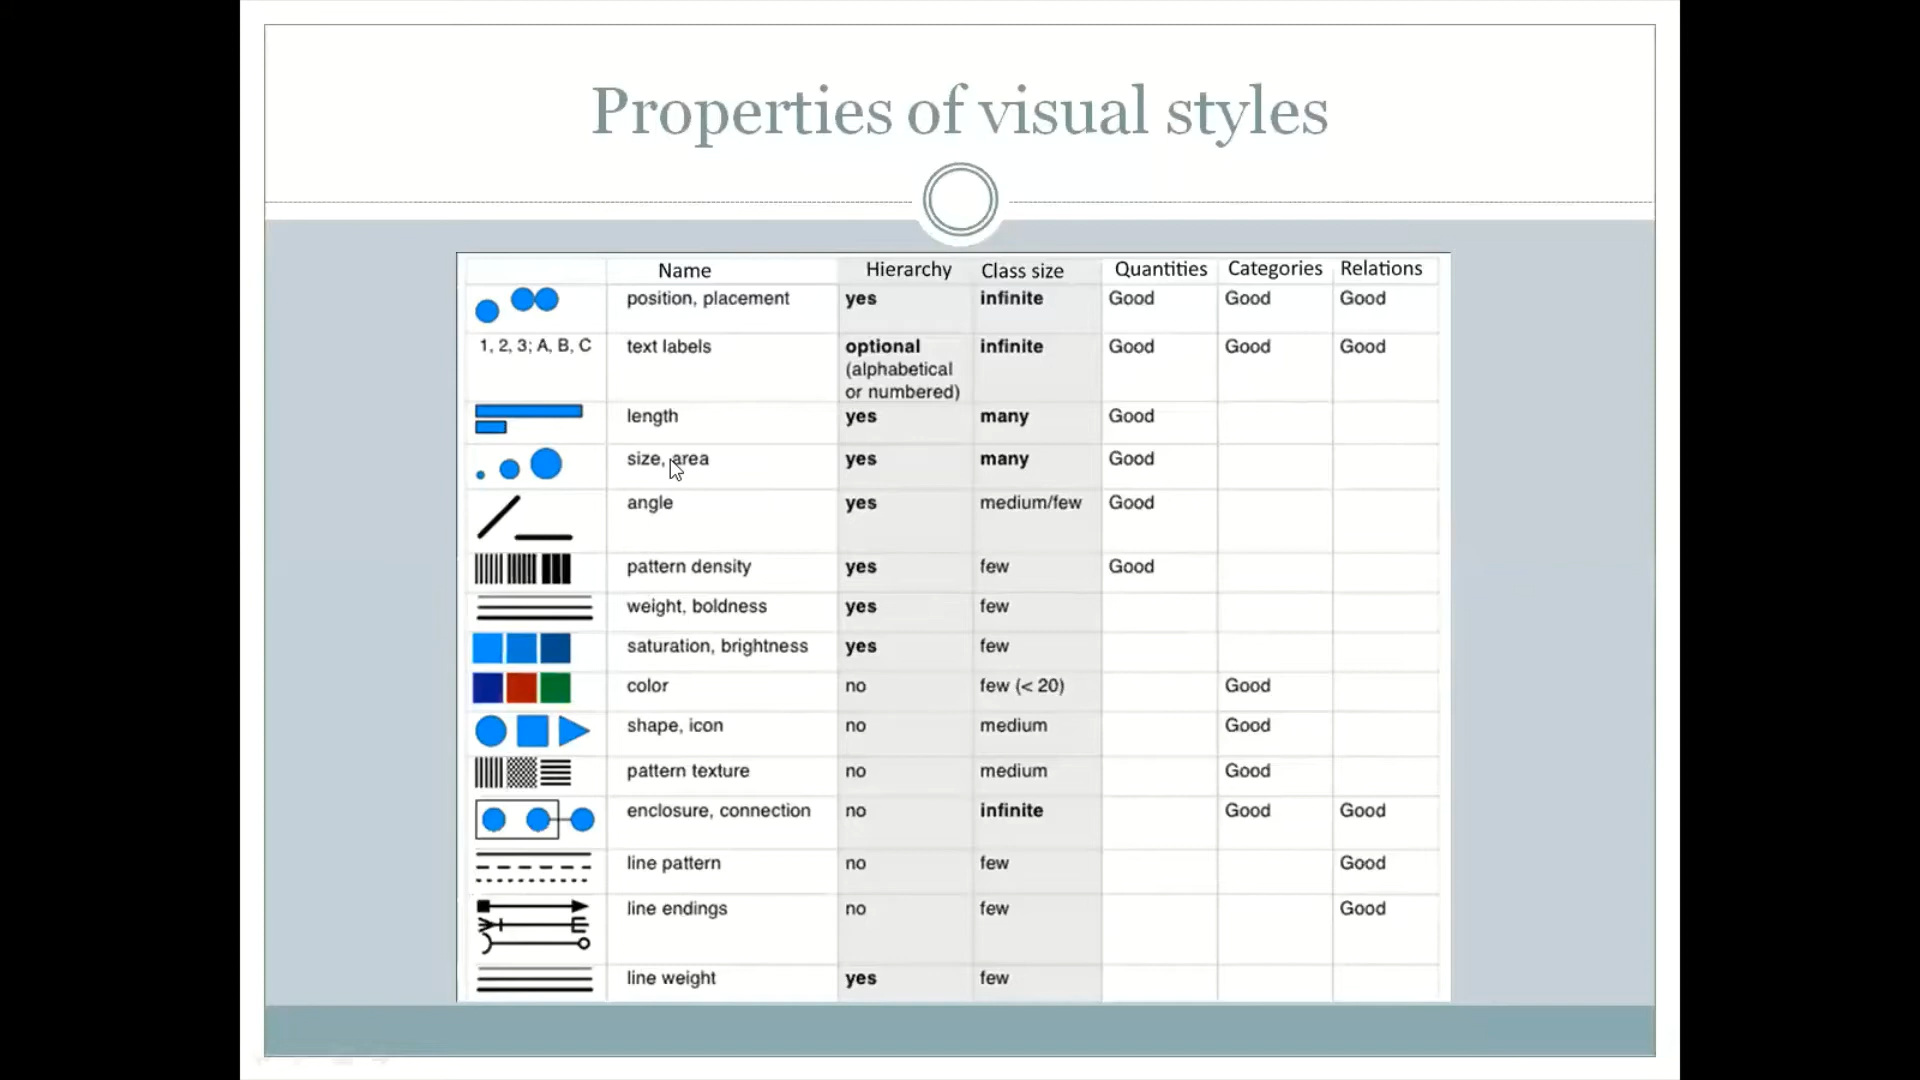 Properties of visual styles
Name Hierarchy Class size Quantities Categories Relations
position, placement yes infinite Good Good Good
1, 2, 3; A, B, C text labels optional infinite Good Good Good
(alphabetical
or numbered)
length yes many Good
size, area yes many Good
angle yes medium/few Good
pattern density yes few Good
weight, boldness yes few
saturation, brightness yes few
color no few (< 20) Good
shape, icon no medium Good
pattern texture no medium Good
enclosure, connection no infinite Good Good
line pattern no few Good
line endings no few Good
line weight yes few